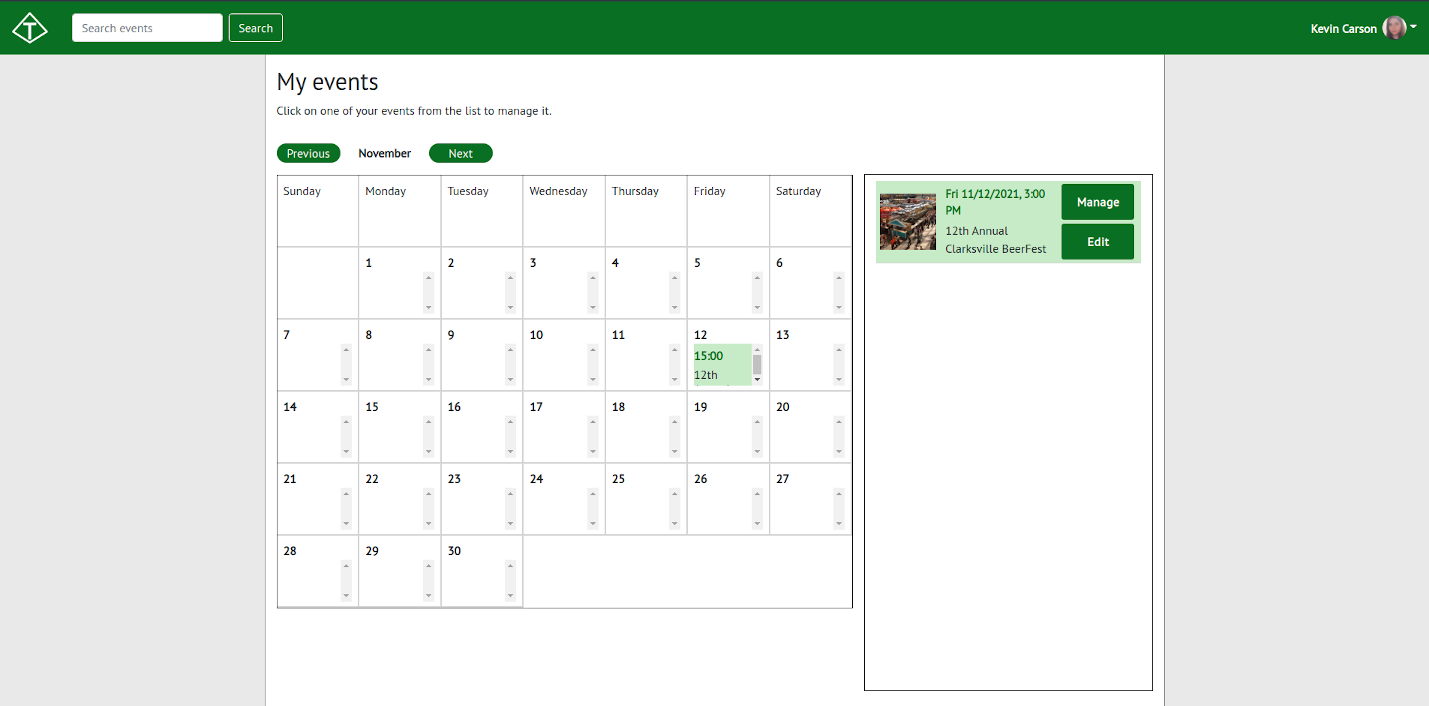 T
Search events
Search
Kevin Carson
My events
Click on one of your events from the list to manage it.
Previous November Next
Sunday Monday Tuesday Wednesday Thursday Friday Saturday
1 2 3 4 5 6
7 8 9 10 11 12 13
15:00
12th
14 15 16 17 18 19 20
21 22 23 24 25 26 27
28 29 30
Fri 11/12/2021, 3:00
PM
12th Annual
Clarksville BeerFest
Manage
Edit